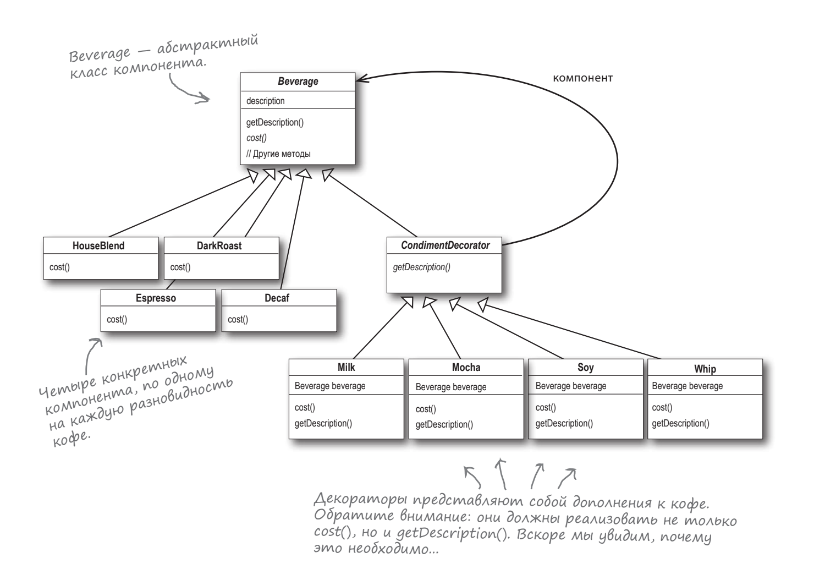 Beverage — абстрактный
класс компонента.
компонент
Beverage
description
getDescription()
cost()
// Другие методы
HouseBlend
cost()
DarkRoast
cost()
Espresso
cost()
Decaf
cost()
CondimentDecorator
getDescription()
Четыре конкретных
компонента, по одному
на каждую разновидность
кофе.
Milk
Beverage beverage
cost()
getDescription()
Mocha
Beverage beverage
cost()
getDescription()
Soy
Beverage beverage
cost()
getDescription()
Whip
Beverage beverage
cost()
getDescription()
Декораторы представляют собой дополнения к кофе.
Обратите внимание: они должны реализовать не только
cost(), но и getDescription(). Вскоре мы увидим, почему
это необходимо...